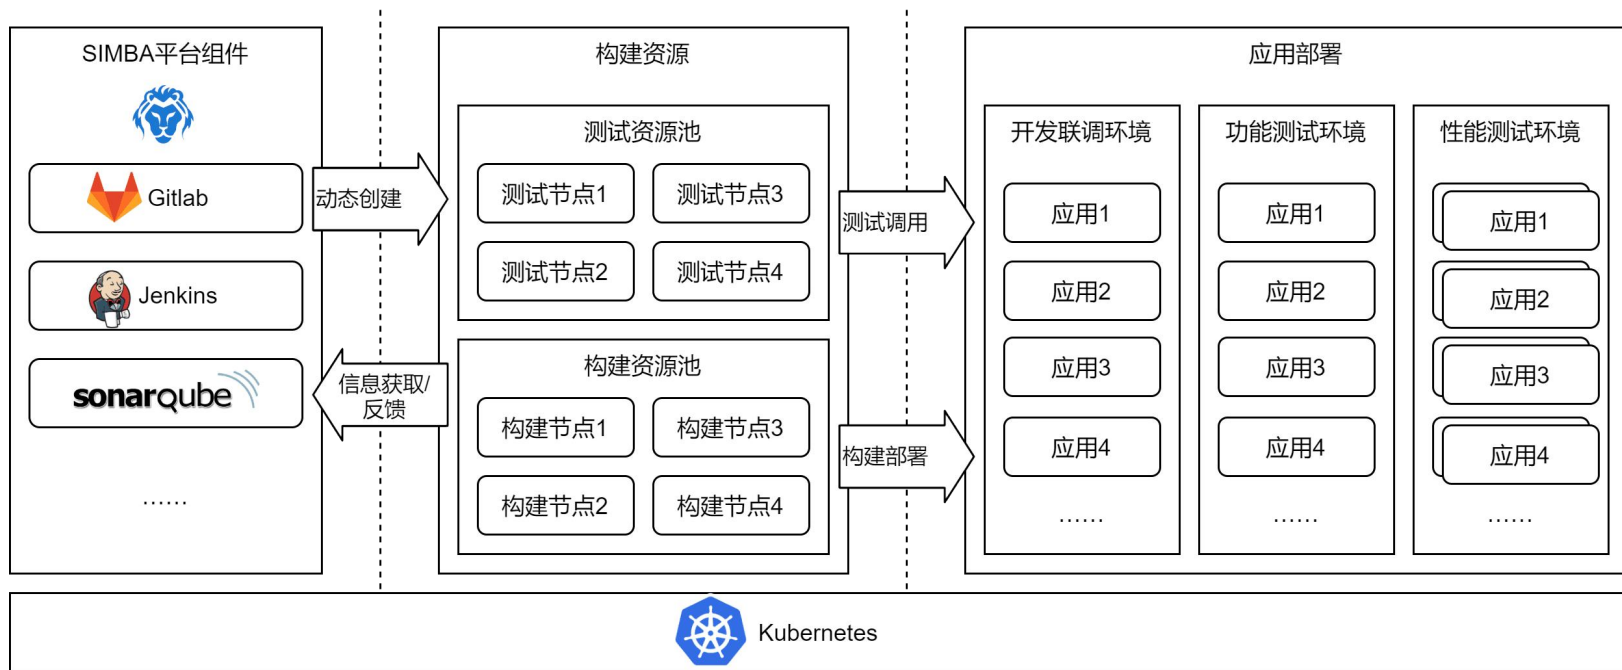 SIMBA平台组件
Gitlab
Jenkins
sonarqube
……
动态创建
信息获取/
反馈
构建资源
测试资源池
测试节点1
测试节点3
测试节点2
测试节点4
构建资源池
构建节点1
构建节点3
构建节点2
构建节点4
测试调用
构建部署
应用部署
开发联调环境
应用1
应用2
应用3
应用4
……
功能测试环境
应用1
应用2
应用3
应用4
……
性能测试环境
应用1
应用2
应用3
应用4
……
Kubernetes